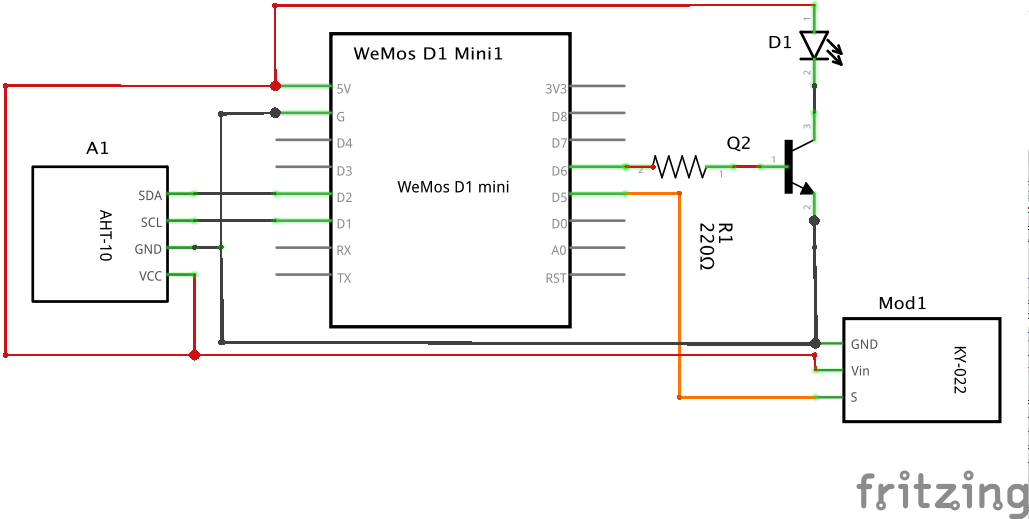 WeMos D1 Mini1
WeMos D1 mini
5V
G
D4
D3
D2
D1
RX
TX
3V3
D8
D7
D6
D5
D0
A0
RST
A1
AHT-10
SDA
SCL
GND
VCC
2
1
R1
220Ω
D1
1
2
Q2
3
1
2
Mod1
GND
Vin
S
KY-022
fritzing